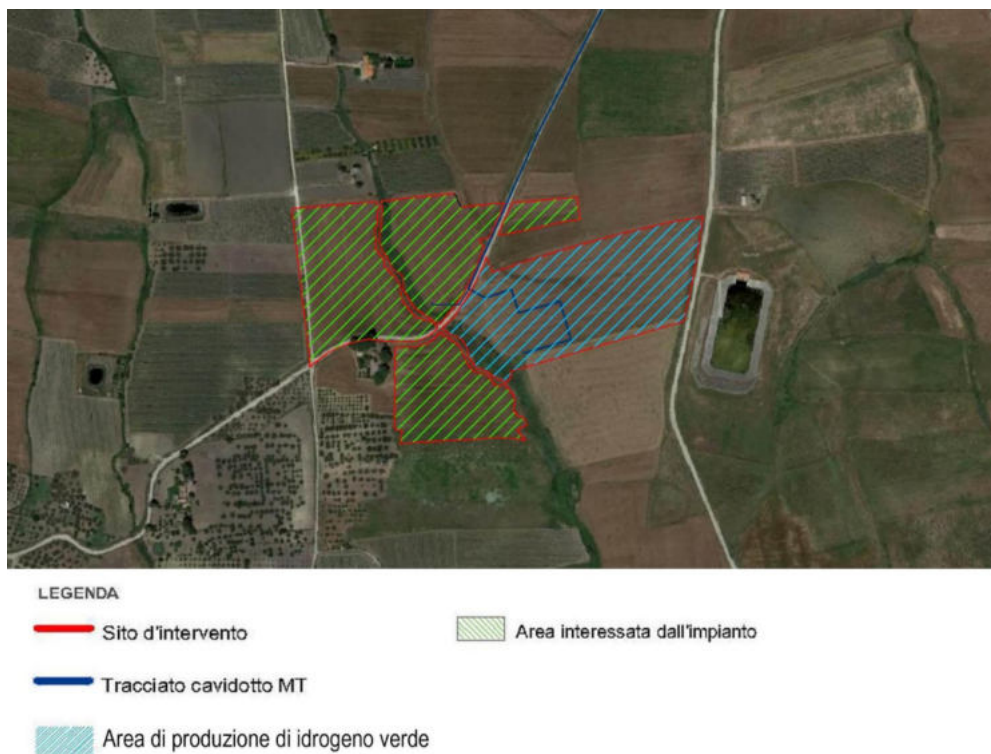 LEGENDA
Sito d'intervento
Area interessata dall'impianto
Tracciato cavidotto MT
Area di produzione di idrogeno verde